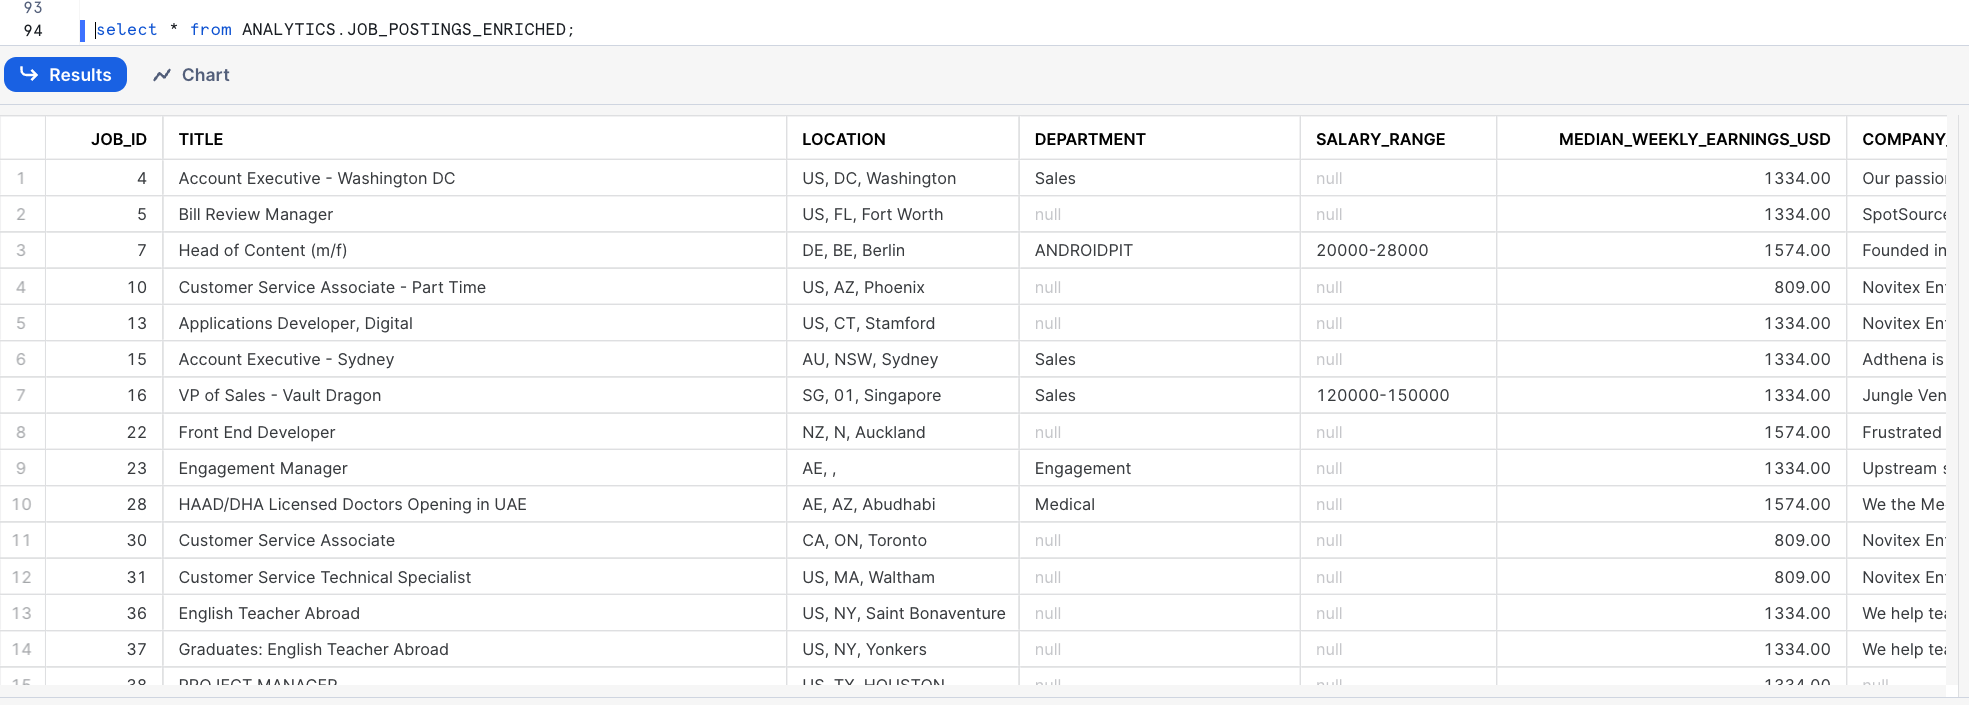 93
94 select * from ANALYTICS.JOB_POSTINGS_ENRICHED;
Results Chart
JOB_ID TITLE LOCATION DEPARTMENT SALARY_RANGE MEDIAN_WEEKLY_EARNINGS_USD COMPANY_
1 4 Account Executive - Washington DC US, DC, Washington Sales null 1334.00 Our passion
2 5 Bill Review Manager US, FL, Fort Worth null null 1334.00 SpotSource
3 7 Head of Content (m/f) DE, BE, Berlin ANDROIDPIT 20000-28000 1574.00 Founded in
4 10 Customer Service Associate - Part Time US, AZ, Phoenix null null 809.00 Novitex En
5 13 Applications Developer, Digital US, CT, Stamford null null 1334.00 Novitex En
6 15 Account Executive - Sydney AU, NSW, Sydney Sales null 1334.00 Adthena is
7 16 VP of Sales - Vault Dragon SG, 01, Singapore Sales 120000-150000 1334.00 Jungle Ven
8 22 Front End Developer NZ, N, Auckland null null 1574.00 Frustrated
9 23 Engagement Manager AE, , Engagement null 1334.00 Upstream s
10 28 HAAD/DHA Licensed Doctors Opening in UAE AE, AZ, Abudhabi Medical null 1574.00 We the Me
11 30 Customer Service Associate CA, ON, Toronto null null 809.00 Novitex En
12 31 Customer Service Technical Specialist US, MA, Waltham null null 809.00 Novitex En
13 36 English Teacher Abroad US, NY, Saint Bonaventure null null 1334.00 We help tea
14 37 Graduates: English Teacher Abroad US, NY, Yonkers null null 1334.00 We help tea
15 38 PROJECT MANAGER US, TX, HOUSTON null null 1334.00 null